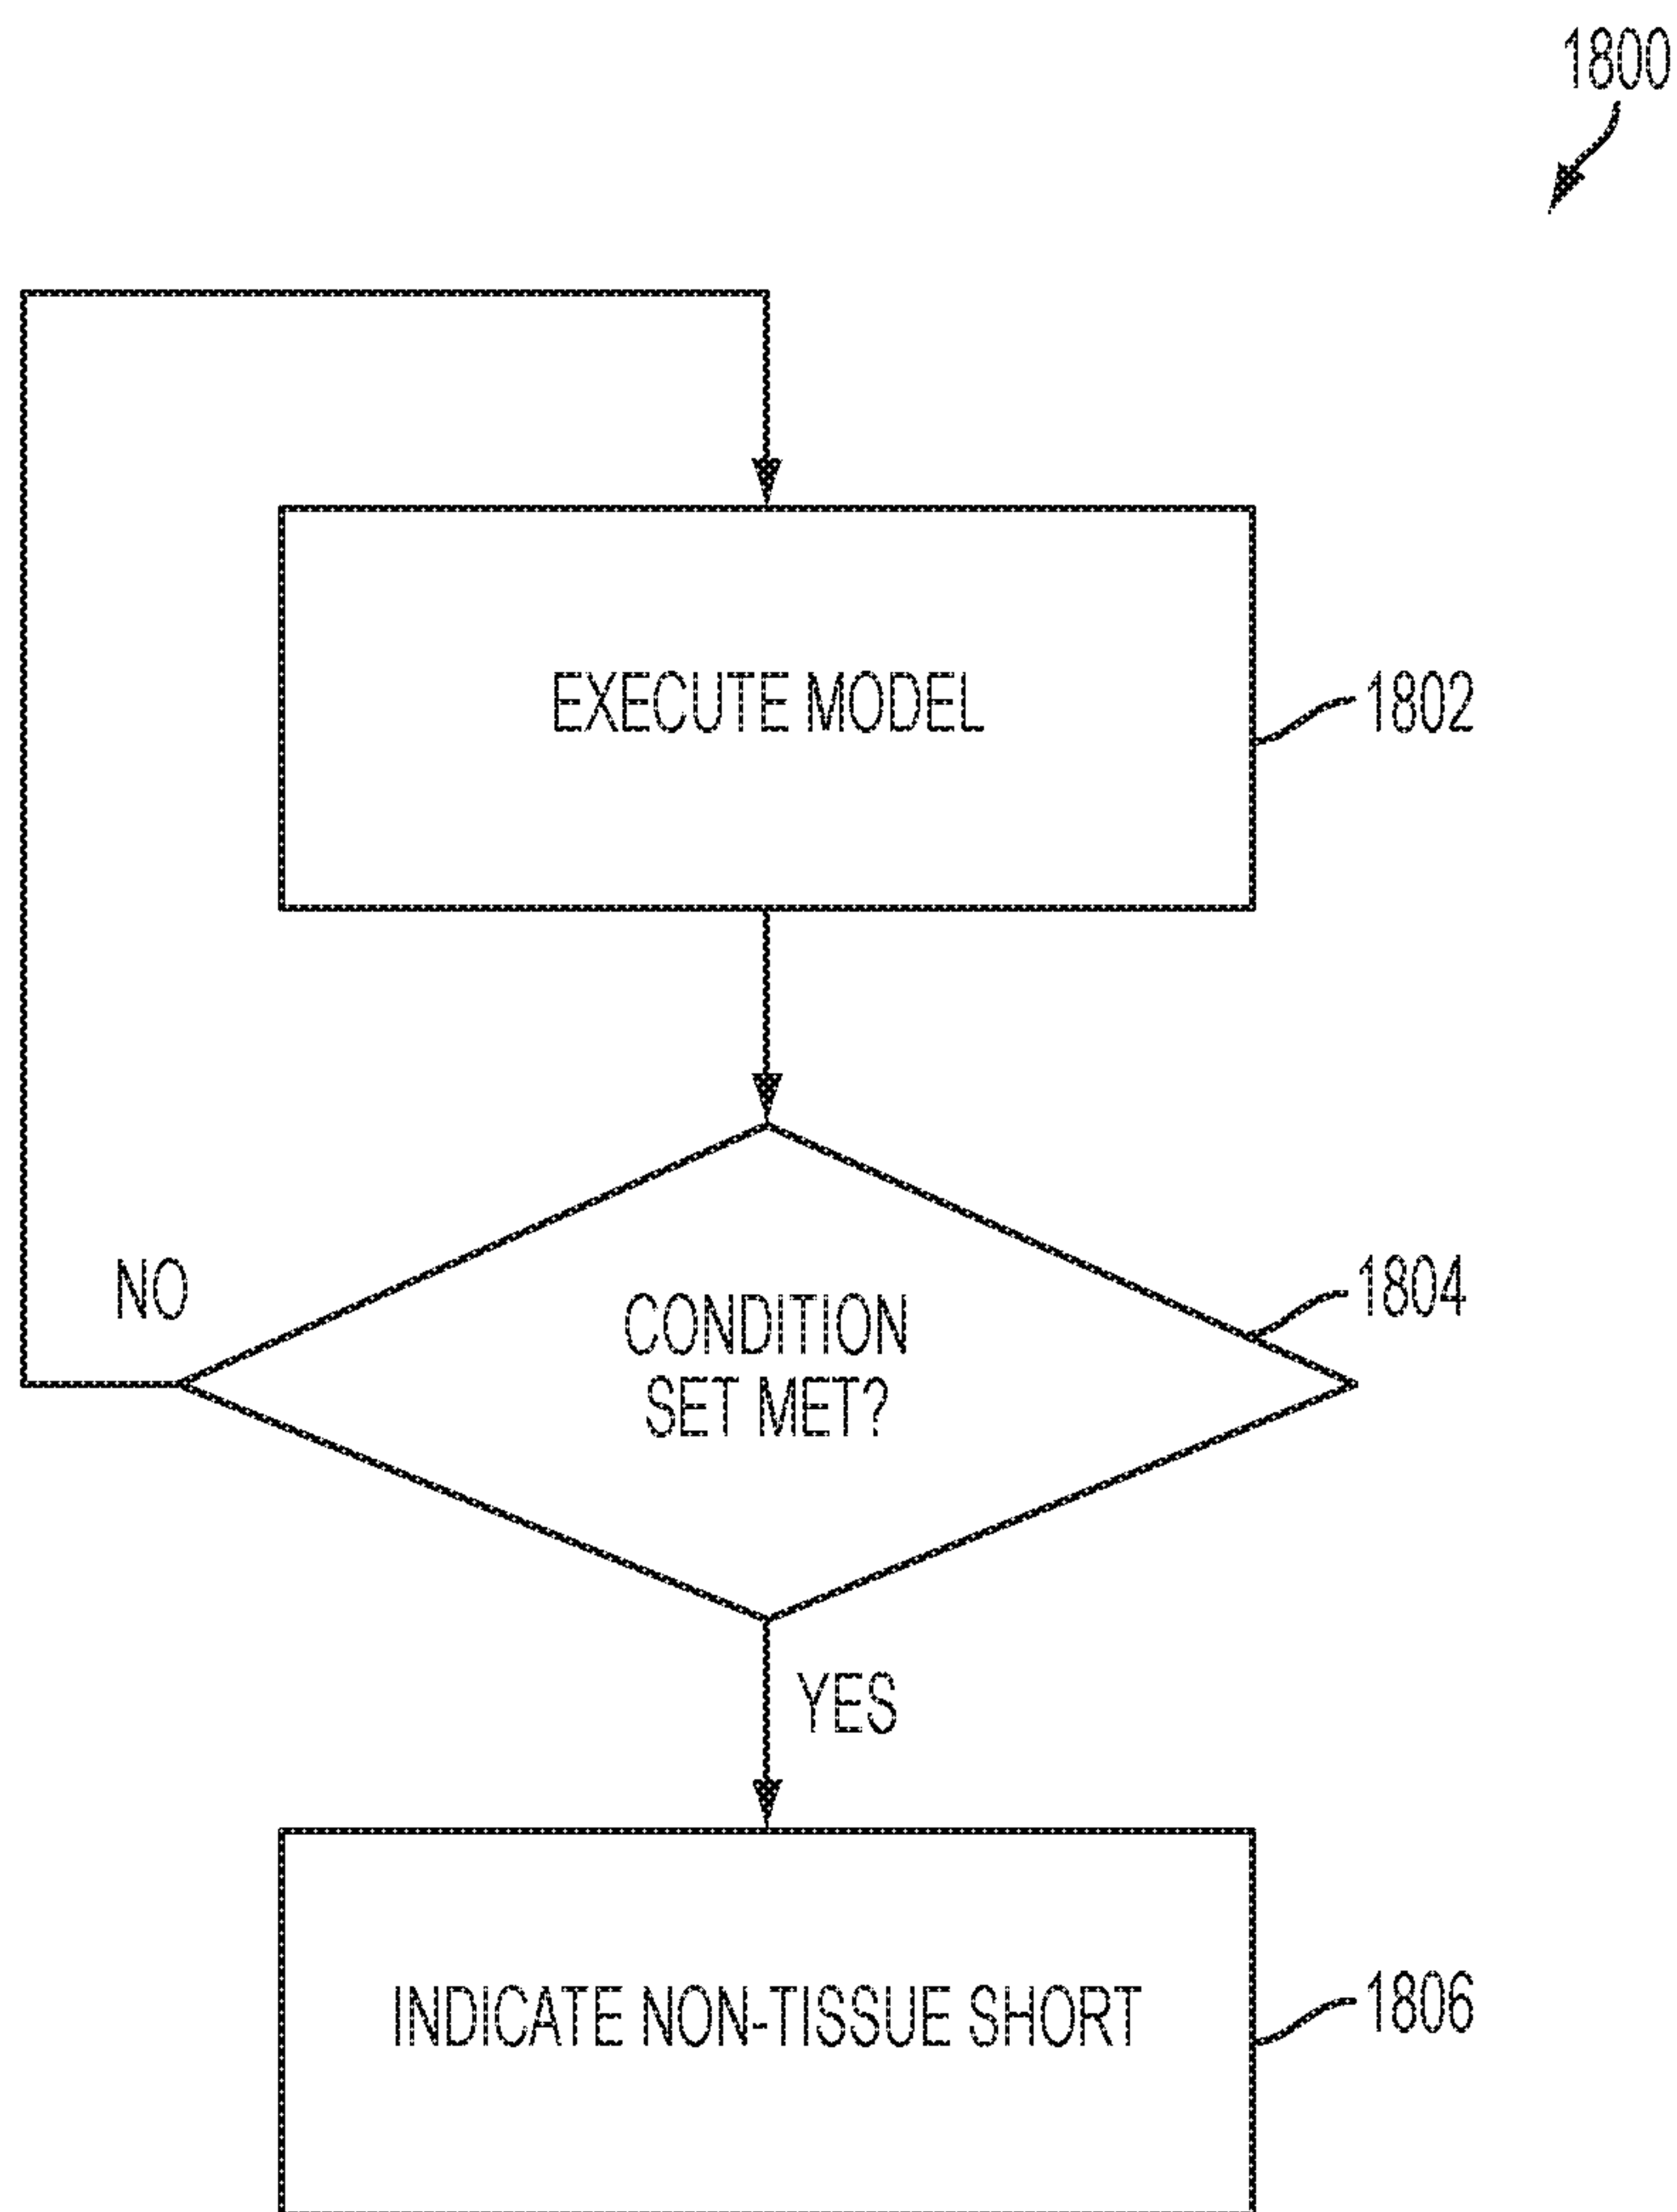 1800
EXECUTE MODEL
1802
NO
CONDITION
SET MET?
1804
YES
INDICATE NON-TISSUE SHORT
1806